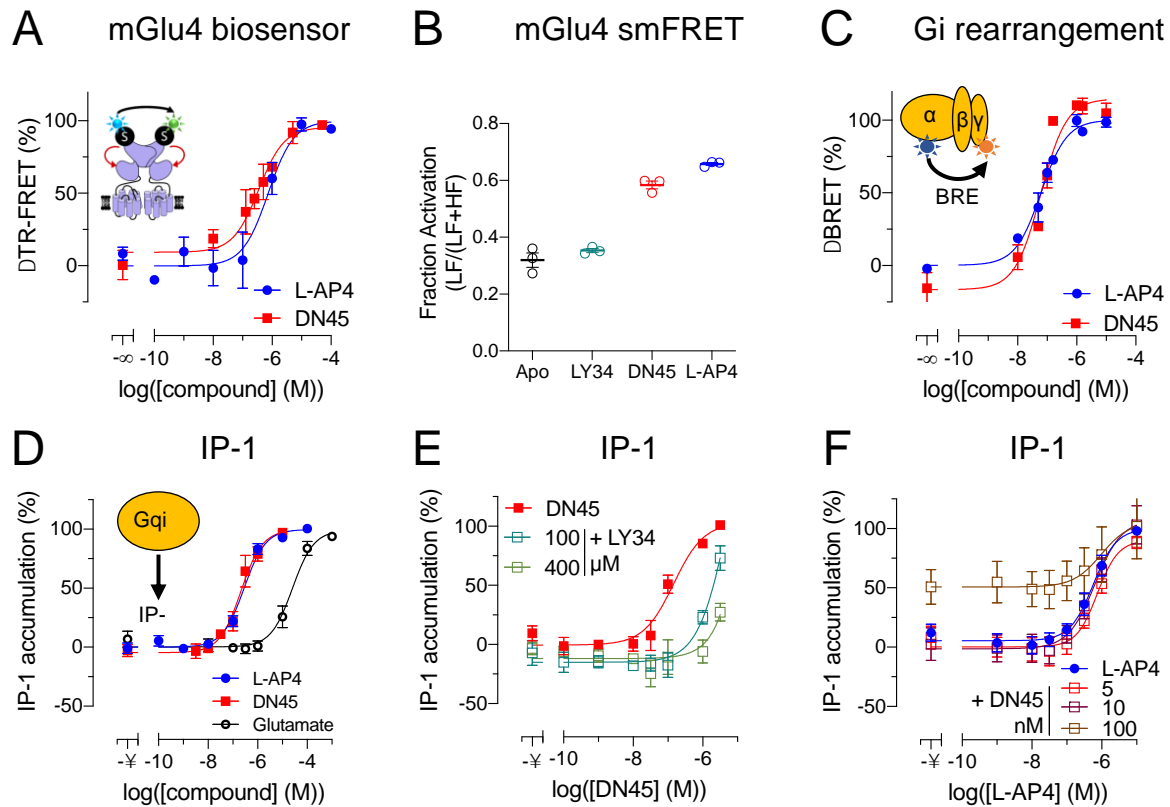 A
mGlu4 biosensor
DTR-FRET (%)
100
50
0
S S
L-AP4
DN45
-∞ -10 -8 -6 -4
log([compound] (M))
B
mGlu4 smFRET
Fraction Activation
(LF/(LF+HF)
0.8
0.6
0.4
0.2
0.0
Apo LY34 DN45 L-AP4
C
Gi rearrangement
DBRET (%)
100
50
0
α β γ
BRE
L-AP4
DN45
-∞ -10 -8 -6 -4
log([compound] (M))
D
IP-1
IP-1 accumulation (%)
100
50
0
-50
Gqi
IP-
L-AP4
DN45
Glutamate
-¥ -10 -8 -6 -4
log([compound] (M))
E
IP-1
IP-1 accumulation (%)
100
50
0
-50
DN45
100 + LY34
400 µM
-¥ -10 -8 -6
log([DN45] (M))
F
IP-1
IP-1 accumulation (%)
100
50
0
-50
L-AP4
5
+ DN45 10
nM 100
-¥ -10 -8 -6
log([L-AP4] (M))